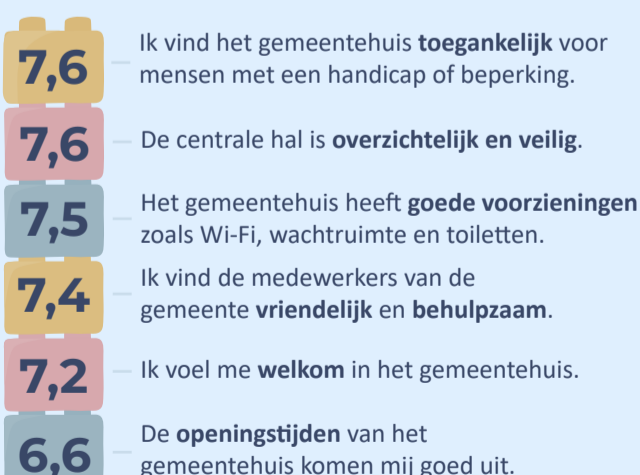 7,6
Ik vind het gemeentehuis toegankelijk voor
mensen met een handicap of beperking.
7,6
De centrale hal is overzichtelijk en veilig.
7,5
Het gemeentehuis heeft goede voorzieningen
zoals Wi-Fi, wachtruimte en toiletten.
7,4
Ik vind de medewerkers van de
gemeente vriendelijk en behulpzaam.
7,2
Ik voel me welkom in het gemeentehuis.
6,6
De openingstijden van het
gemeentehuis komen mij goed uit.